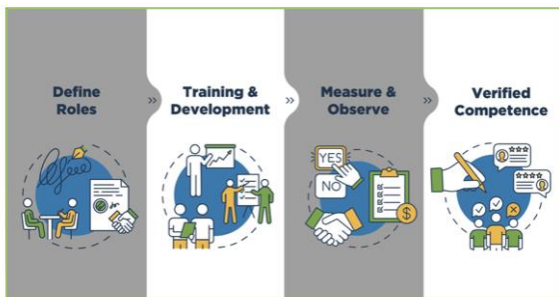 Define
Roles
»
Training &
Development
»
Measure &
Observe
»
Verified
Competence
YES
NO
$